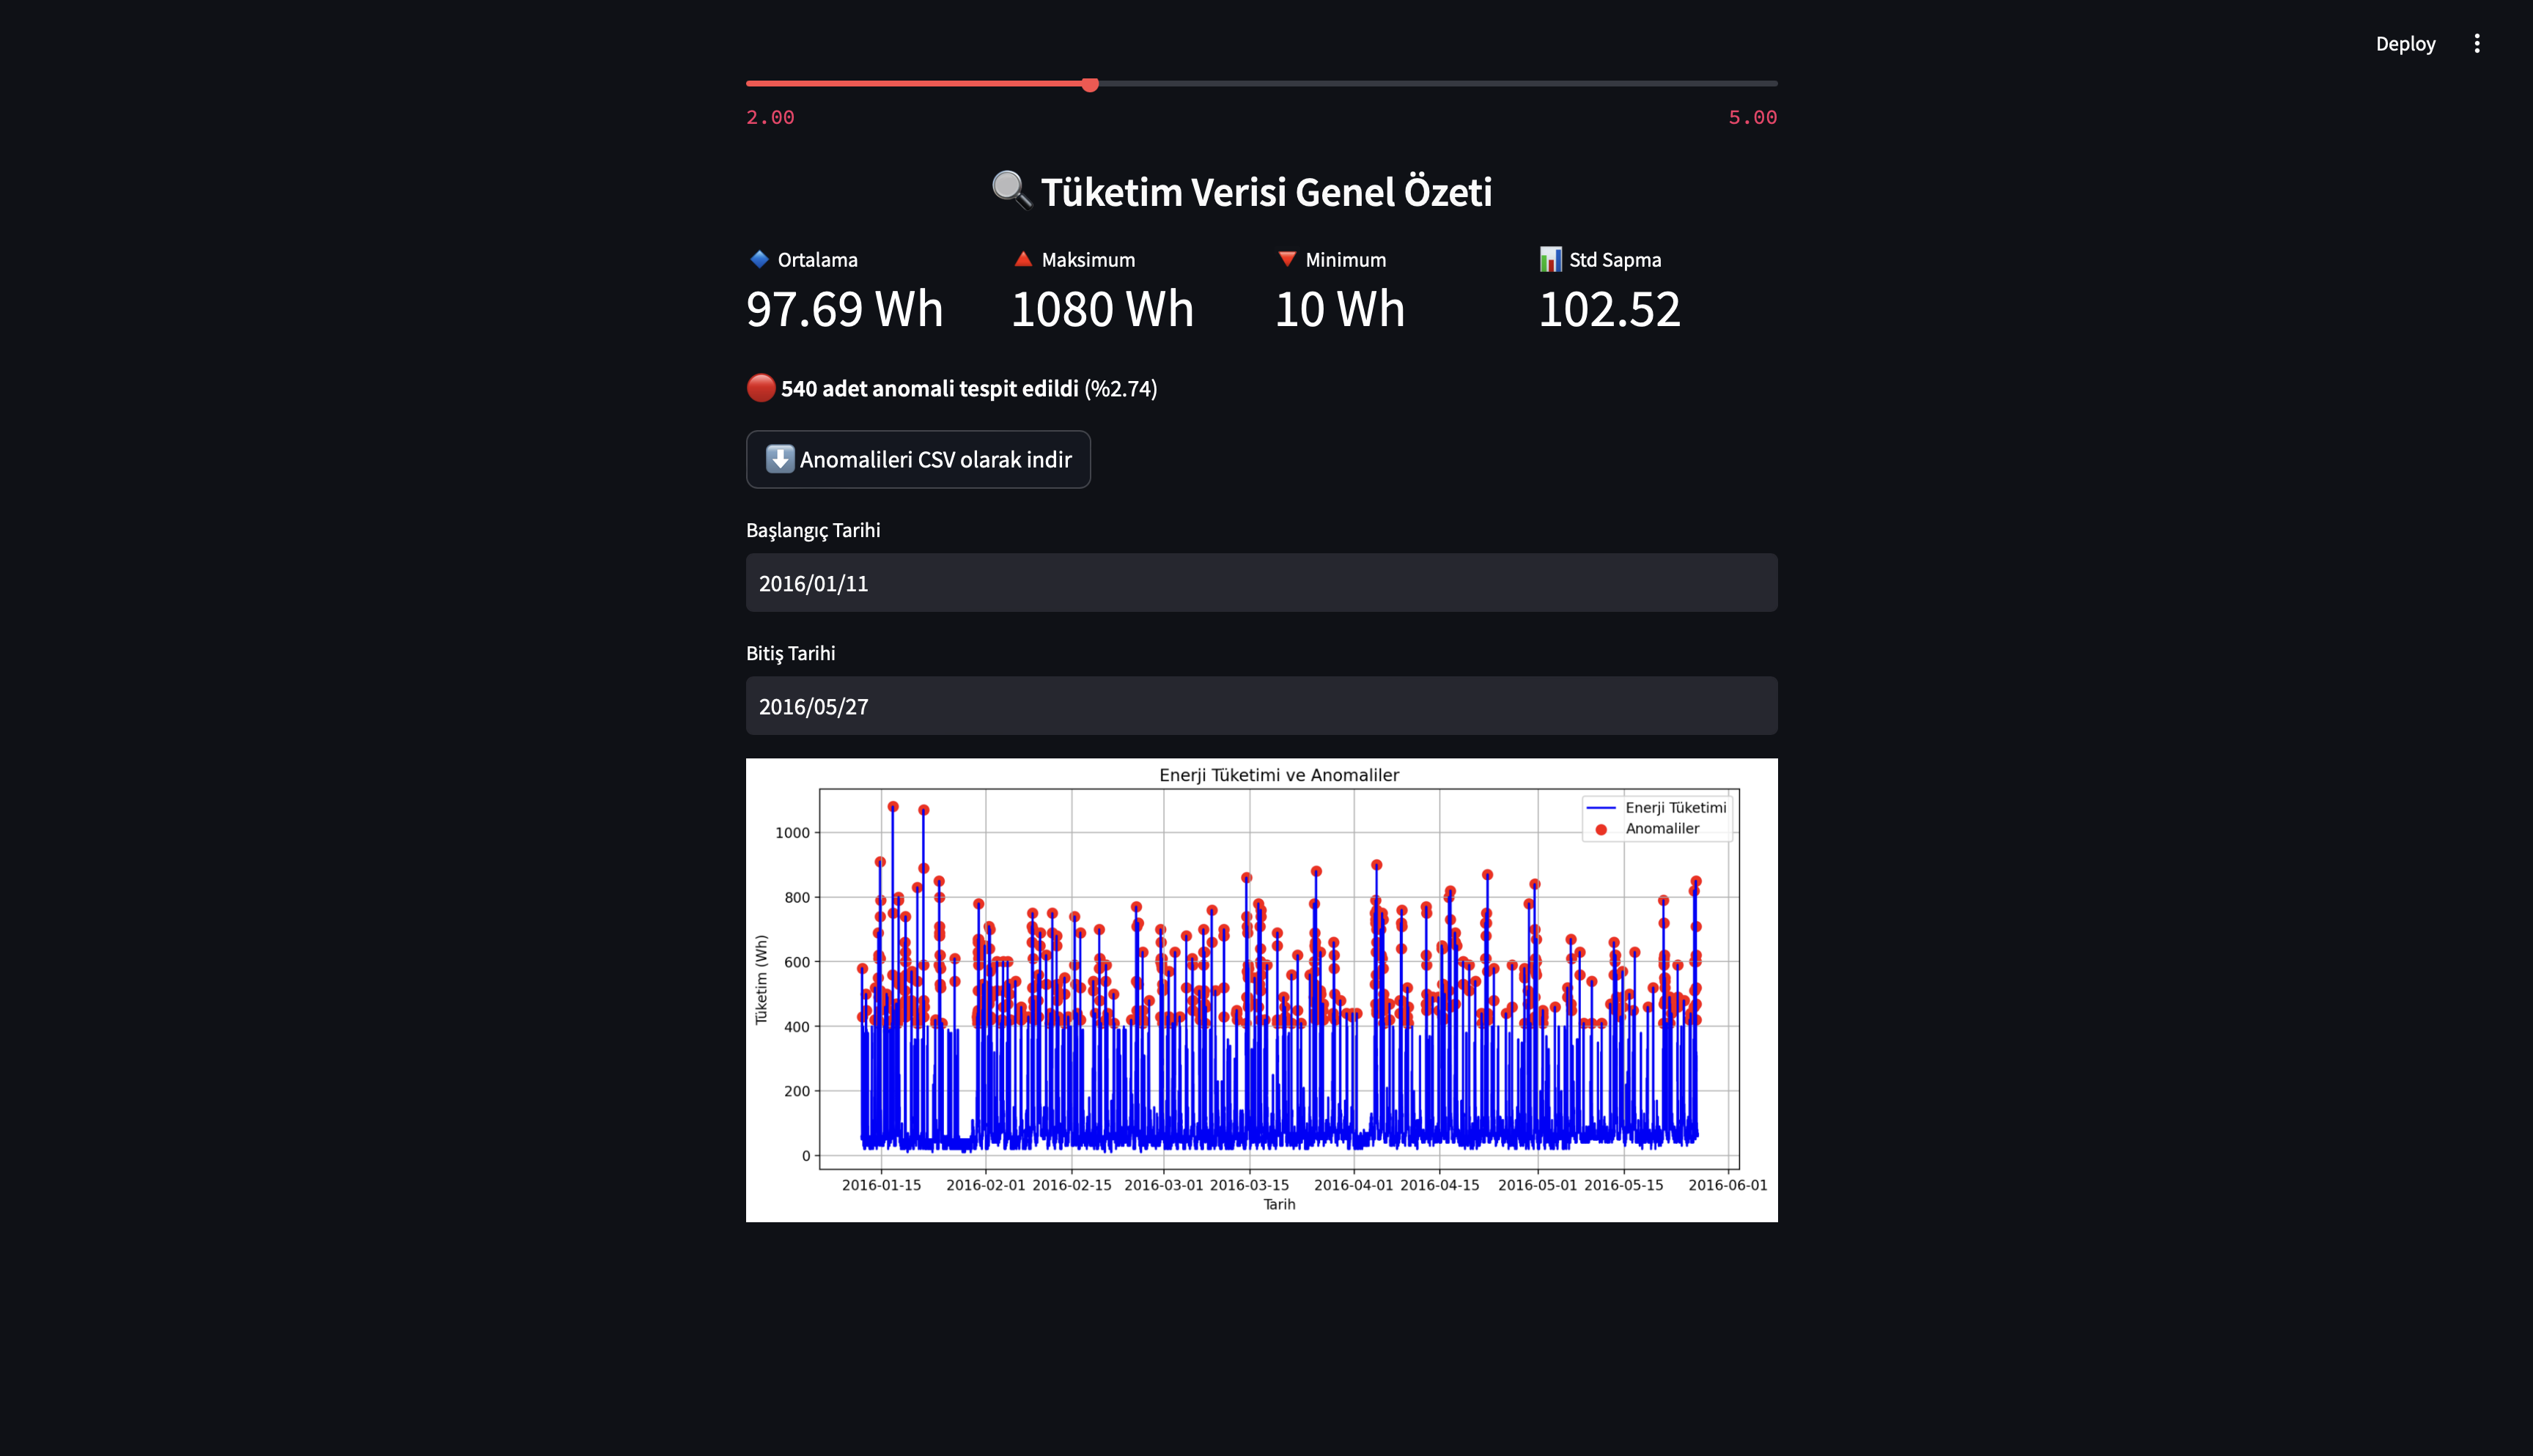 Deploy
2.00 5.00
Tüketim Verisi Genel Özeti
Ortalama Maksimum Minimum Std Sapma
97.69 Wh 1080 Wh 10 Wh 102.52
540 adet anomali tespit edildi (%2.74)
Anomalileri CSV olarak indir
Başlangıç Tarihi
2016/01/11
Bitiş Tarihi
2016/05/27
Enerji Tüketimi ve Anomaliler
Enerji Tüketimi
Anomaliler
1000
800
600
400
200
0
Tüketim (Wh)
2016-01-15 2016-02-01 2016-02-15 2016-03-01 2016-03-15 2016-04-01 2016-04-15 2016-05-01 2016-05-15 2016-06-01
Tarih